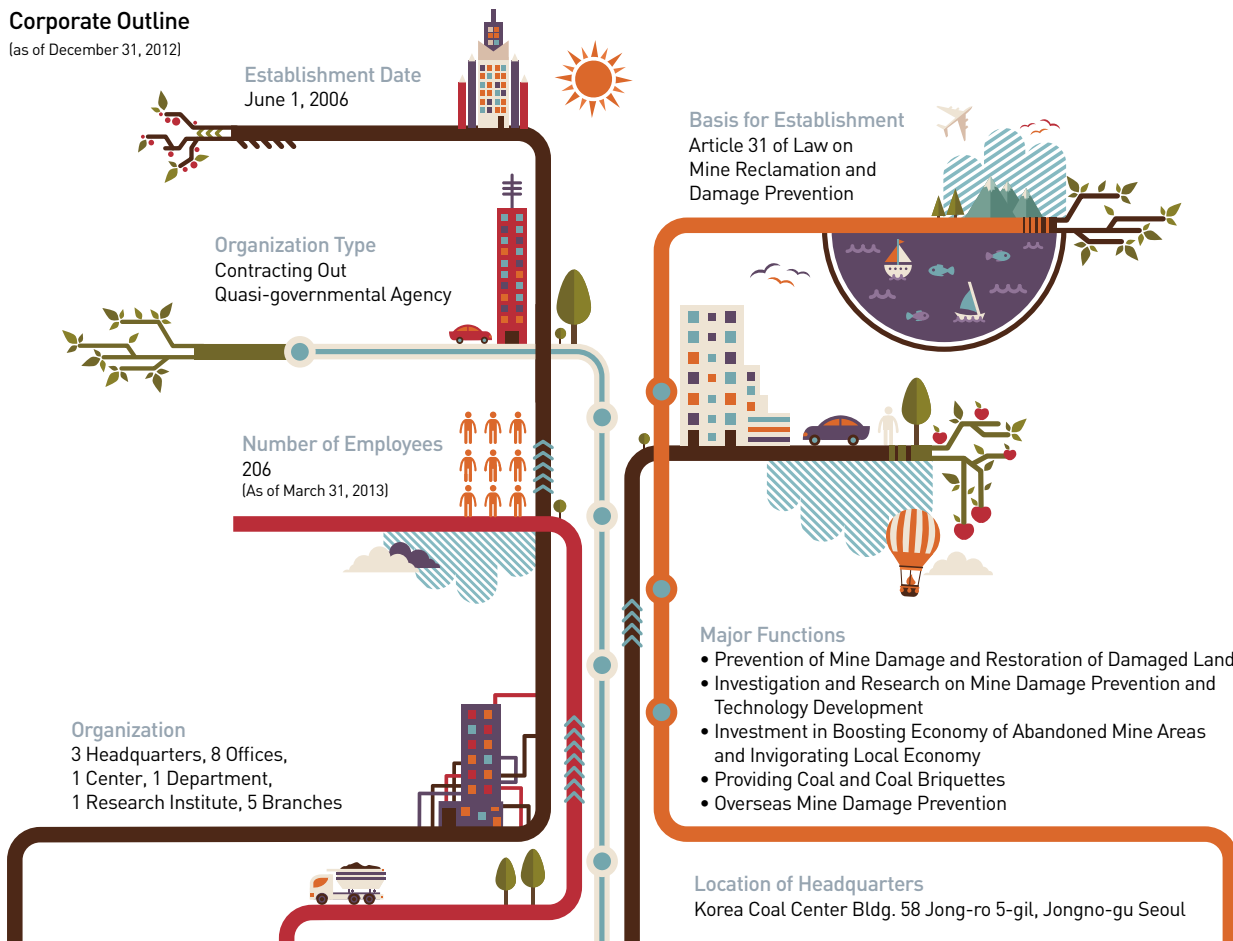 Corporate Outline
(as of December 31, 2012)
Establishment Date
June 1, 2006
Organization Type
Contracting Out
Quasi-governmental Agency
Number of Employees
206
(As of March 31, 2013)
Organization
3 Headquarters, 8 Offices,
1 Center, 1 Department,
1 Research Institute, 5 Branches
Basis for Establishment
Article 31 of Law on
Mine Reclamation and
Damage Prevention
Major Functions
• Prevention of Mine Damage and Restoration of Damaged Land
• Investigation and Research on Mine Damage Prevention and
Technology Development
• Investment in Boosting Economy of Abandoned Mine Areas
and Invigorating Local Economy
• Providing Coal and Coal Briquettes
• Overseas Mine Damage Prevention
Location of Headquarters
Korea Coal Center Bldg. 58 Jong-ro 5-gil, Jongno-gu Seoul